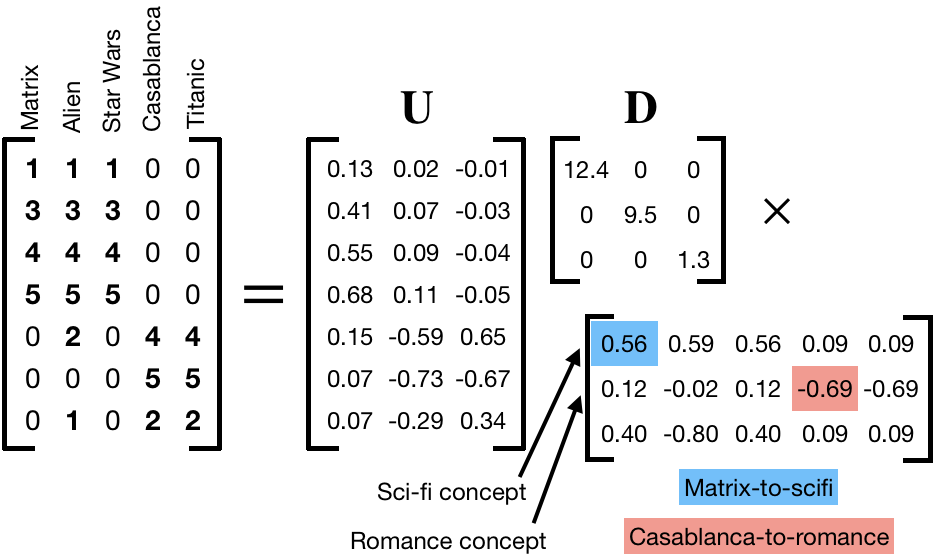 Matrix
Alien
Star Wars
Casablanca
Titanic
1 1 1 0 0
3 3 3 0 0
4 4 4 0 0
5 5 5 0 0
0 2 0 4 4
0 0 0 5 5
0 1 0 2 2
=
U
0.13 0.02 -0.01
0.41 0.07 -0.03
0.55 0.09 -0.04
0.68 0.11 -0.05
0.15 -0.59 0.65
0.07 -0.73 -0.67
0.07 -0.29 0.34
D
12.4 0 0
0 9.5 0
0 0 1.3
×
0.56 0.59 0.56 0.09 0.09
0.12 -0.02 0.12 -0.69 -0.69
0.40 -0.80 0.40 0.09 0.09
Sci-fi concept
Romance concept
Matrix-to-scifi
Casablanca-to-romance